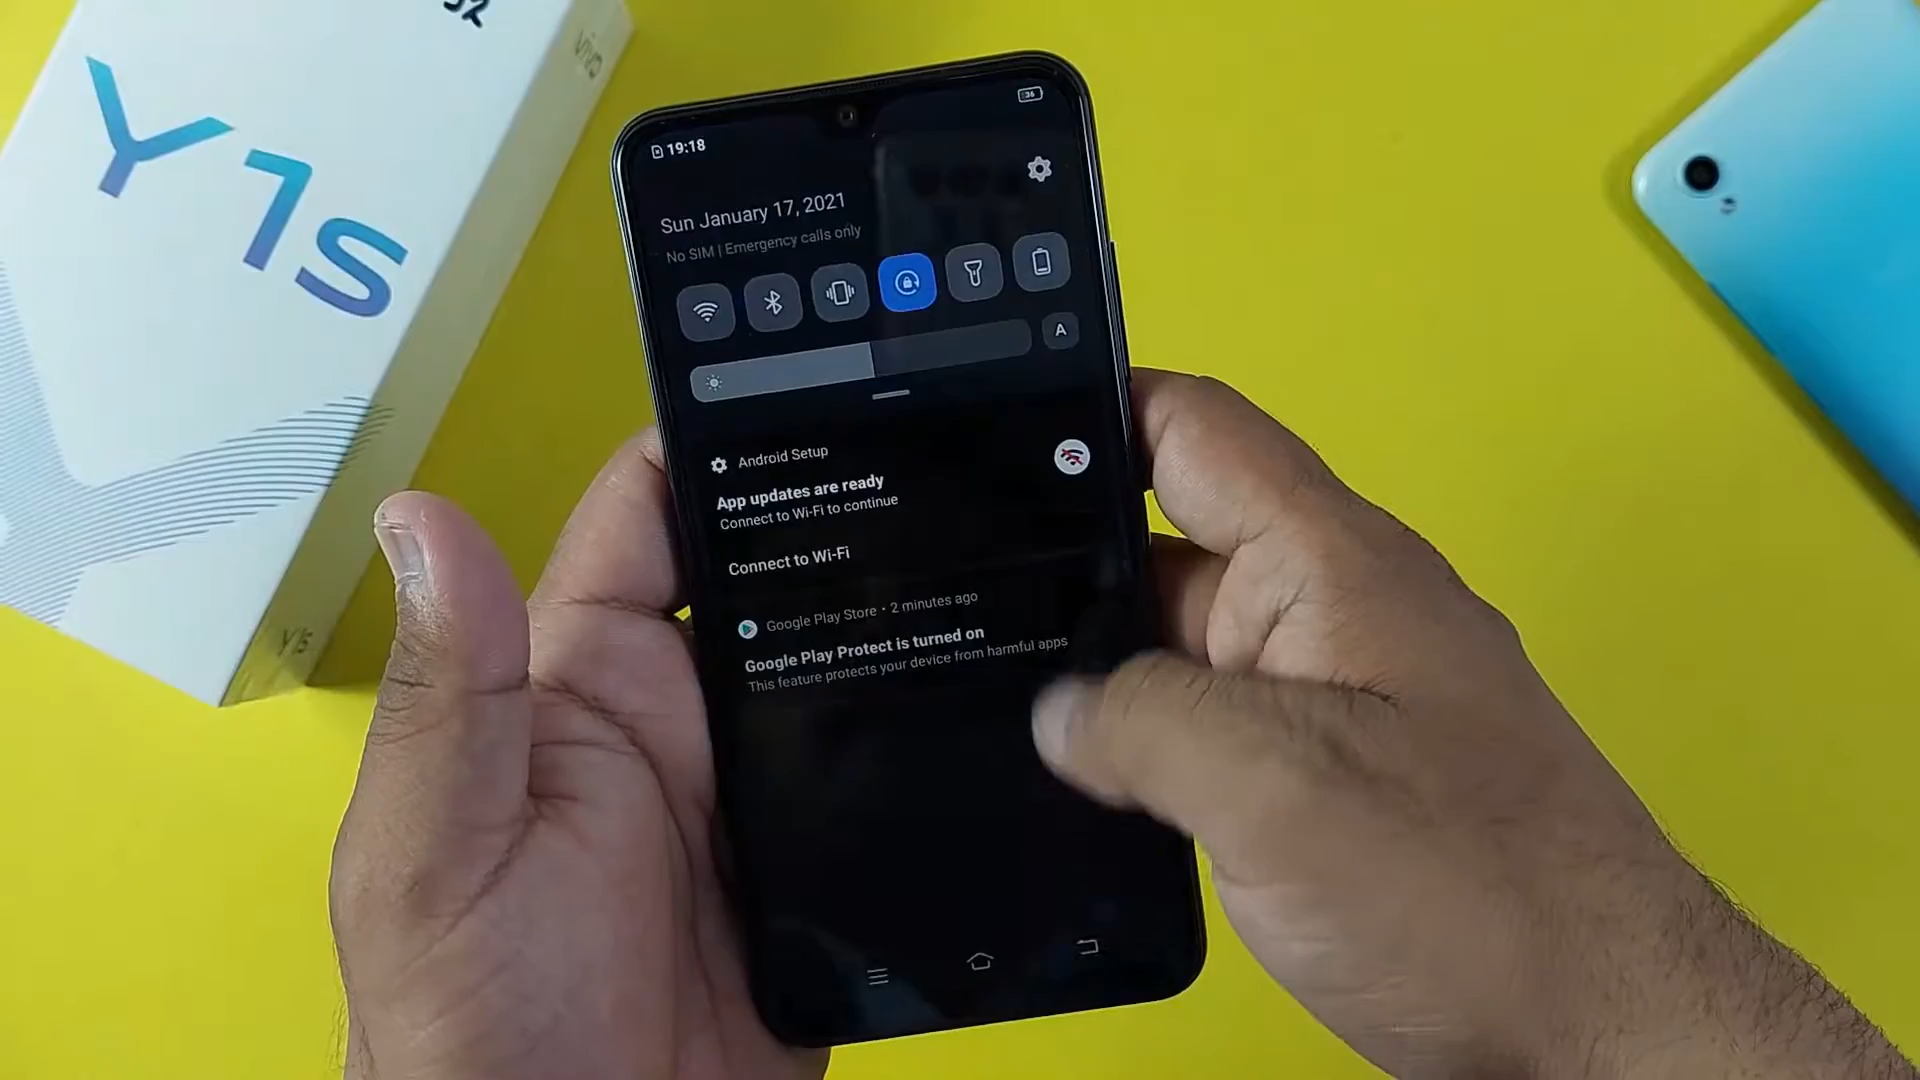 Y1s
vivo
Y1s
19:18
36
Sun January 17, 2021
No SIM | Emergency calls only
A
Android Setup
App updates are ready
Connect to Wi-Fi to continue
Connect to Wi-Fi
Google Play Store • 2 minutes ago
Google Play Protect is turned on
This feature protects your device from harmful apps